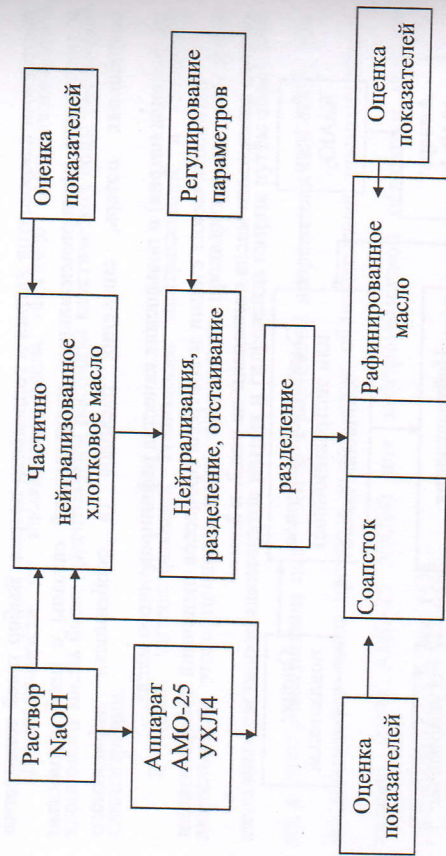 Раствор
NaOH
Аппарат
АМО-25
УХЛ4
Частично
нейтрализованное
хлопковое масло
Оценка
показателей
Нейтрализация,
разделение, отстаивание
Регулирование
параметров
разделение
Соапсток
Рафинированное
масло
Оценка
показателей
Оценка
показателей